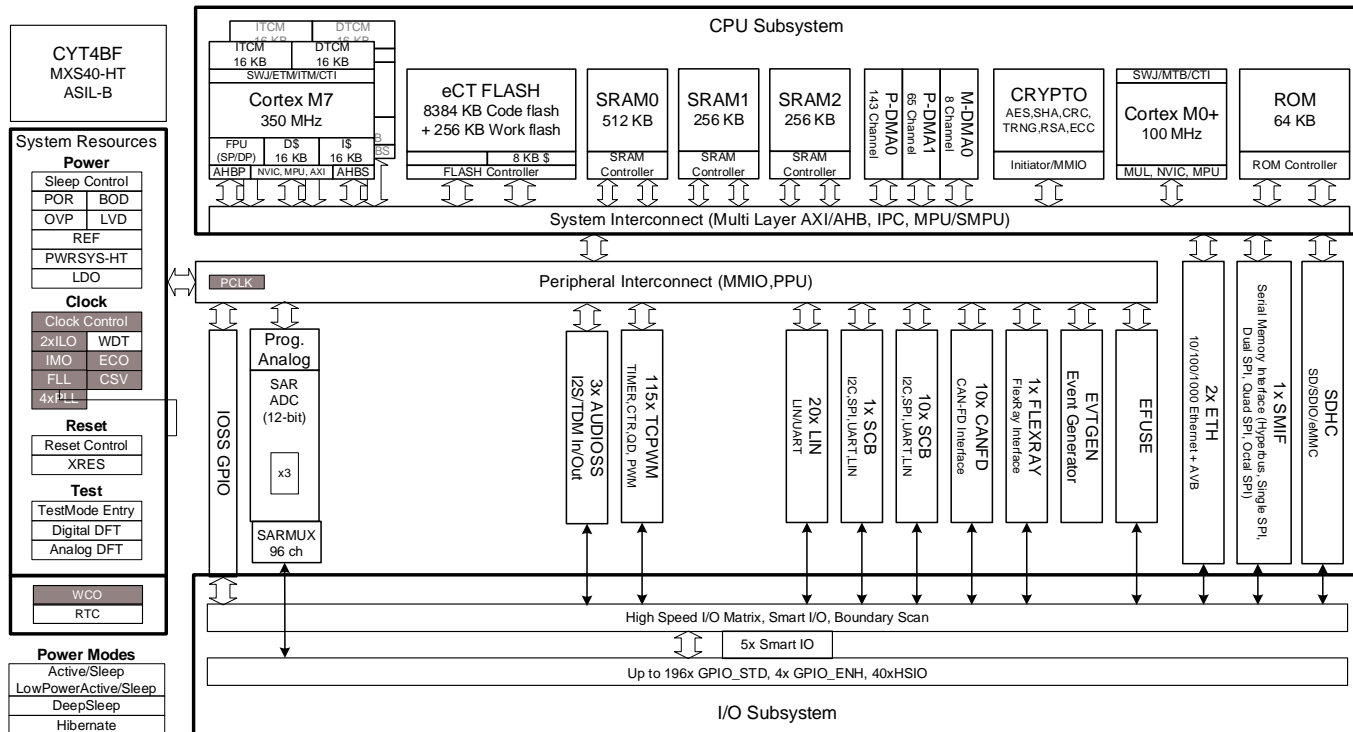 CYT4BF
MXS40-HT
ASIL-B
System Resources
Power
Sleep Control
POR BOD
OVP LVD
REF
PWRSYS-HT
LDO
Clock
Clock Control
2xILO WDT
IMO ECO
FLL CSV
4xPLL
Reset
Reset Control
XRES
Test
TestMode Entry
Digital DFT
Analog DFT
WCO
RTC
Power Modes
Active/Sleep
LowPowerActive/Sleep
DeepSleep
Hibernate
CPU Subsystem
ITCM DTCM
16 KB 16 KB
ITCM DTCM
16 KB 16 KB
SWJ/ETM/ITM/CTI
Cortex M7
350 MHz
FPU
(SP/DP)
D$
16 KB
I$
16 KB
AHBP NVIC, MPU, AXI AHBS
eCT FLASH
8384 KB Code flash
+ 256 KB Work flash
8 KB $
FLASH Controller
SRAM0
512 KB
SRAM
Controller
SRAM1
256 KB
SRAM
Controller
SRAM2
256 KB
SRAM
Controller
P-DMA0
143 Channel
P-DMA1
65 Channel
M-DMA0
8 Channel
CRYPTO
AES,SHA,CRC,
TRNG,RSA,ECC
Initiator/MMIO
SWJ/MTB/CTI
Cortex M0+
100 MHz
MUL, NVIC, MPU
ROM
64 KB
ROM Controller
System Interconnect (Multi Layer AXI/AHB, IPC, MPU/SMPU)
PCLK
Peripheral Interconnect (MMIO,PPU)
IOSS GPIO
Prog.
Analog
SAR
ADC
(12-bit)
x3
SARMUX
96 ch
3x AUDIOSS
I2S/TDM In/Out
115x TCPWM
TIMER,CTR,QD, PWM
20x LIN
LIN/UART
1x SCB
I2C,SPI,UART,LIN
10x SCB
I2C,SPI,UART,LIN
10x CANFD
CAN-FD Interface
1x FLEXRAY
FlexRay Interface
EVTGEN
Event Generator
EFUSE
2x ETH
10/100/1000 Ethernet + AVB
1x SMIF
Serial Memory Interface (Hyperbus, Single SPI,
Dual SPI, Quad SPI, Octal SPI)
SDHC
SD/SDIO/eMMC
High Speed I/O Matrix, Smart I/O, Boundary Scan
5x Smart IO
Up to 196x GPIO_STD, 4x GPIO_ENH, 40xHSIO
I/O Subsystem